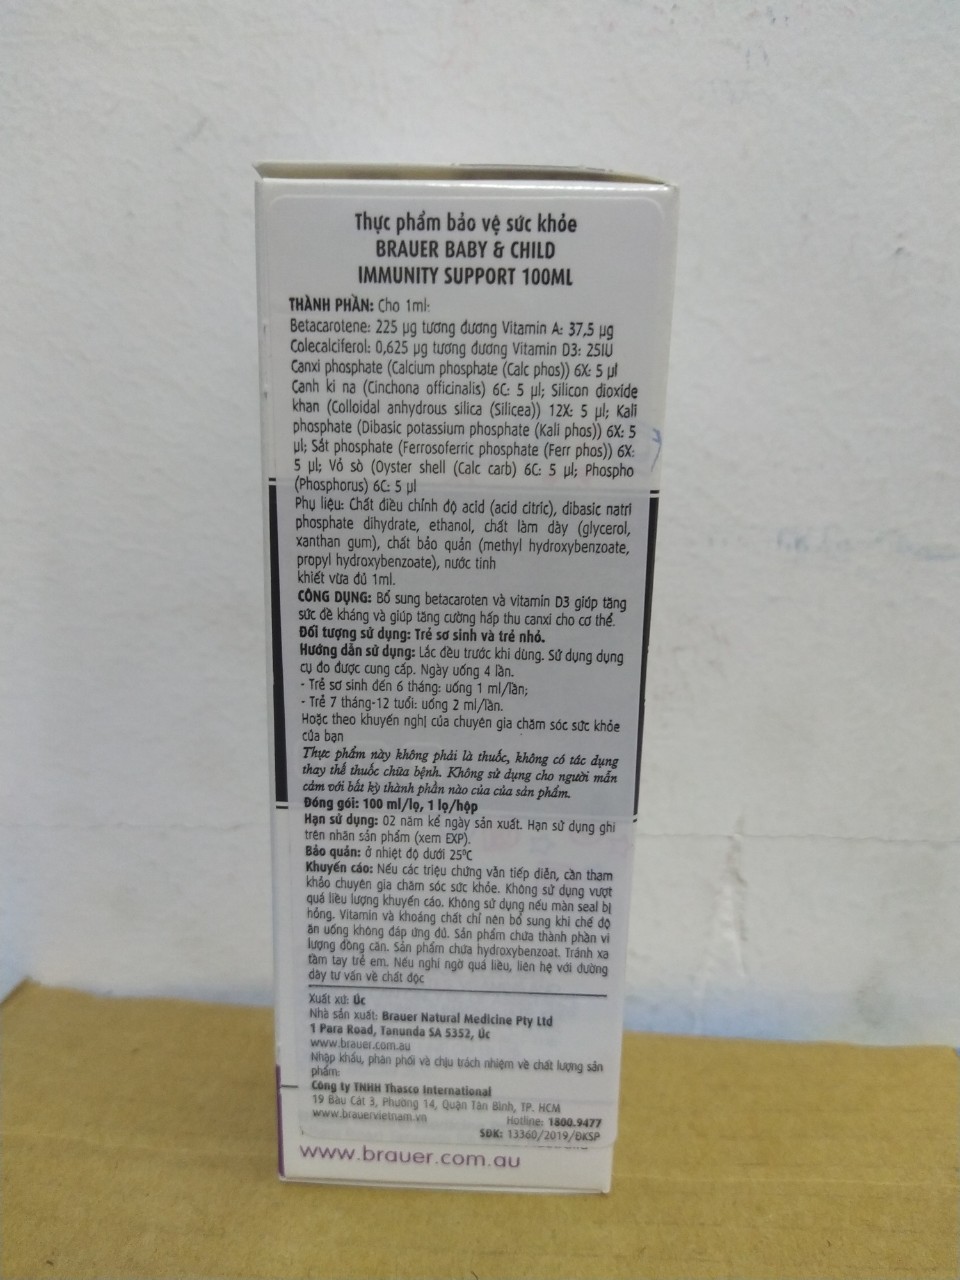 Thực phẩm bảo vệ sức khỏe
BRAUER BABY & CHILD
IMMUNITY SUPPORT 100ML
THÀNH PHẦN: Cho 1ml:
Betacarotene: 225 µg tương đương Vitamin A: 37,5 µg
Colecalciferol: 0,625 µg tương đương Vitamin D3: 25IU
Canxi phosphate (Calcium phosphate (Calc phos)) 6X: 5 µl
Canh ki na (Cinchona officinalis) 6C: 5 µl; Silicon dioxide
khan (Colloidal anhydrous silica (Silicea)) 12X: 5 µl; Kali
phosphate (Dibasic potassium phosphate (Kali phos)) 6X: 5
µl; Sắt phosphate (Ferrosoferric phosphate (Ferr phos)) 6X:
5 µl; Vỏ sò (Oyster shell (Calc carb) 6C: 5 µl; Phospho
(Phosphorus) 6C: 5 µl
Phụ liệu: Chất điều chỉnh độ acid (acid citric), dibasic natri
phosphate dihydrate, ethanol, chất làm dày (glycerol,
xanthan gum), chất bảo quản (methyl hydroxybenzoate,
propyl hydroxybenzoate), nước tinh
khiết vừa đủ 1ml.
CÔNG DỤNG: Bổ sung betacaroten và vitamin D3 giúp tăng
sức đề kháng và giúp tăng cường hấp thu canxi cho cơ thể.
Đối tượng sử dụng: Trẻ sơ sinh và trẻ nhỏ.
Hướng dẫn sử dụng: Lắc đều trước khi dùng. Sử dụng dụng
cụ đo được cung cấp. Ngày uống 4 lần.
- Trẻ sơ sinh đến 6 tháng: uống 1 ml/lần;
- Trẻ 7 tháng-12 tuổi: uống 2 ml/lần.
Hoặc theo khuyến nghị của chuyên gia chăm sóc sức khỏe
của bạn
Thực phẩm này không phải là thuốc, không có tác dụng
thay thế thuốc chữa bệnh. Không sử dụng cho người mẫn
cảm với bất kỳ thành phần nào của của sản phẩm.
Đóng gói: 100 ml/lọ, 1 lọ/hộp
Hạn sử dụng: 02 năm kể ngày sản xuất. Hạn sử dụng ghi
trên nhãn sản phẩm (xem EXP).
Bảo quản: ở nhiệt độ dưới 25ºC
Khuyến cáo: Nếu các triệu chứng vẫn tiếp diễn, cần tham
khảo chuyên gia chăm sóc sức khỏe. Không sử dụng vượt
quá liều lượng khuyến cáo. Không sử dụng nếu màn seal bị
hỏng. Vitamin và khoáng chất chỉ nên bổ sung khi chế độ
ăn uống không đáp ứng đủ. Sản phẩm chứa thành phần vi
lượng đồng căn. Sản phẩm chứa hydroxybenzoat. Tránh xa
tầm tay trẻ em. Nếu nghi ngờ quá liều, liên hệ với đường
dây tư vấn về chất độc
Xuất xứ: Úc
Nhà sản xuất: Brauer Natural Medicine Pty Ltd
1 Para Road, Tanunda SA 5352, Úc
www.brauer.com.au
Nhập khẩu, phân phối và chịu trách nhiệm về chất lượng sản
phẩm:
Công ty TNHH Thasco International
19 Bàu Cát 3, Phường 14, Quận Tân Bình, TP. HCM
www.brauervietnam.vn
Hotline: 1800.9477
SĐK: 13360/2019/ĐKSP
www.brauer.com.au